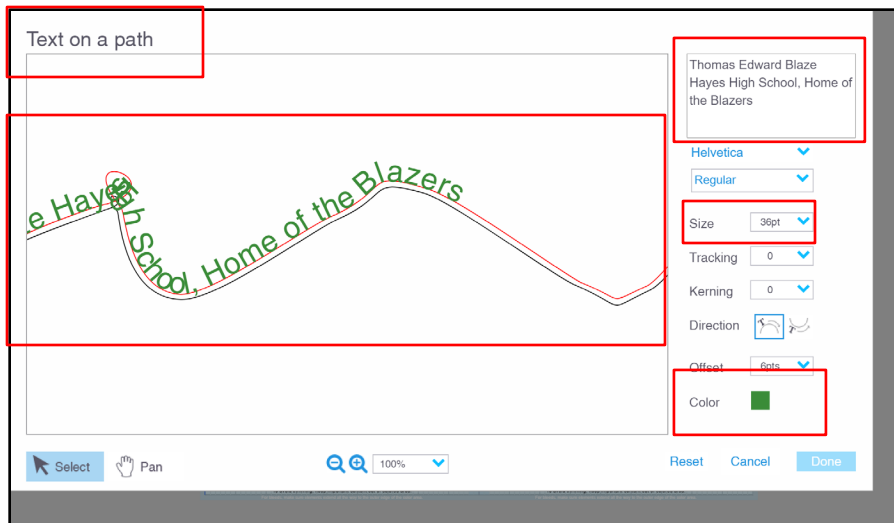 Text on a path
Thomas Edward Blaze
Hayes High School, Home of
the Blazers
e Hayes High School, Home of the Blazers
Helvetica
Regular
Size 36pt
Tracking 0
Kerning 0
Direction
Offset 6pts
Color
Select Pan 100% Reset Cancel Done